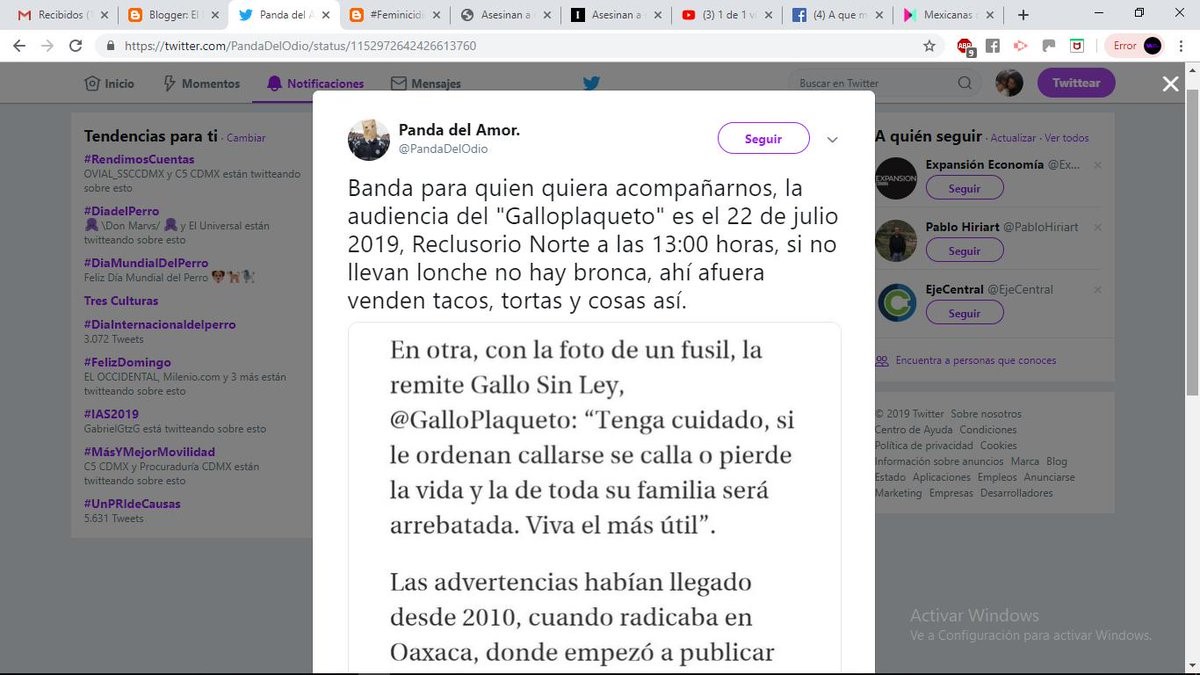 Recibidos (
Blogger: El
Panda del A
#Feminicid
Asesinan a
Asesinan a
(3) 1 de 1 v
(4) A que m
Mexicanas
https://twitter.com/PandaDelOdio/status/1152972642426613760
ABP
9
Error
Inicio
Momentos
Notificaciones
Mensajes
Buscar en Twitter
Twittear
Tendencias para ti · Cambiar
#RendimosCuentas
OVIAL_SSCCDMX y C5 CDMX están twitteando
sobre esto
#DiadelPerro
\Don Marvs/ y El Universal están
twitteando sobre esto
#DiaMundialDelPerro
Feliz Día Mundial del Perro
Tres Culturas
#DiaInternacionaldelperro
3.072 Tweets
#FelizDomingo
EL OCCIDENTAL, Milenio.com y 3 más están
twitteando sobre esto
#IAS2019
GabrielGtzG está twitteando sobre esto
#MásYMejorMovilidad
C5 CDMX y Procuraduría CDMX están
twitteando sobre esto
#UnPRIdeCausas
5.631 Tweets
Panda del Amor.
@PandaDelOdio
Seguir
Banda para quien quiera acompañarnos, la
audiencia del "Galloplaqueto" es el 22 de julio
2019, Reclusorio Norte a las 13:00 horas, si no
llevan lonche no hay bronca, ahí afuera
venden tacos, tortas y cosas así.
En otra, con la foto de un fusil, la
remite Gallo Sin Ley,
@GalloPlaqueto: “Tenga cuidado, si
le ordenan callarse se calla o pierde
la vida y la de toda su familia será
arrebatada. Viva el más útil”.
Las advertencias habían llegado
desde 2010, cuando radicaba en
Oaxaca, donde empezó a publicar
A quién seguir · Actualizar · Ver todos
EXPANSION
Expansión Economía @Ex...
Seguir
Pablo Hiriart @PabloHiriart
Seguir
EjeCentral @EjeCentral
Seguir
Encuentra a personas que conoces
© 2019 Twitter Sobre nosotros
Centro de Ayuda Condiciones
Política de privacidad Cookies
Información sobre anuncios Marca Blog
Estado Aplicaciones Empleos Anunciarse
Marketing Empresas Desarrolladores
Activar Windows
Ve a Configuración para activar Windows.